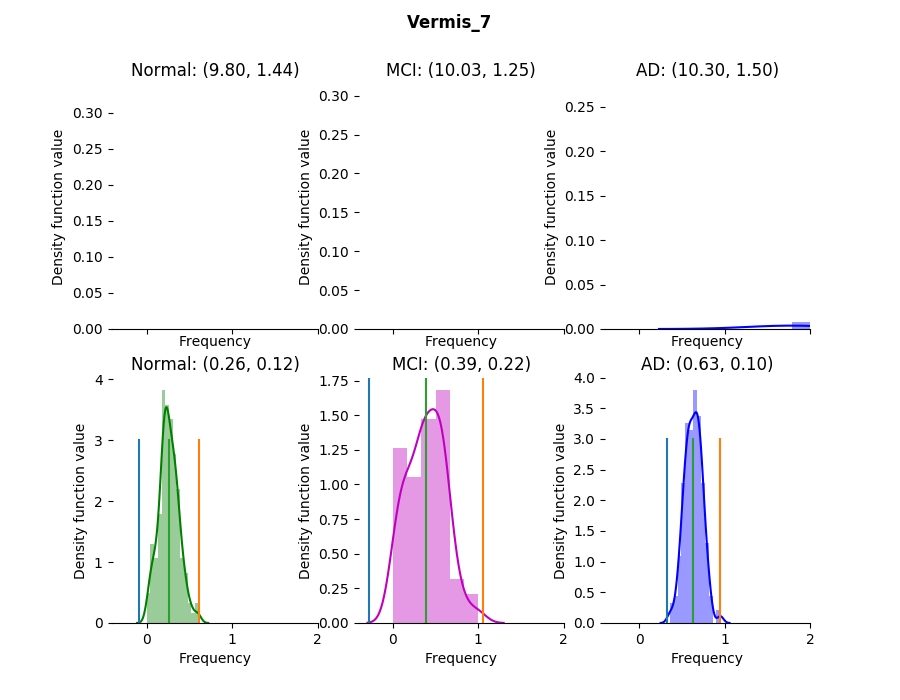 Vermis_7
Normal: (9.80, 1.44)
MCI: (10.03, 1.25)
AD: (10.30, 1.50)
Density function value
0.30
0.25
0.20
0.15
0.10
0.05
0.00
Frequency
Density function value
0.30
0.25
0.20
0.15
0.10
0.05
0.00
Frequency
Density function value
0.25
0.20
0.15
0.10
0.05
0.00
Frequency
Normal: (0.26, 0.12)
MCI: (0.39, 0.22)
AD: (0.63, 0.10)
Density function value
4
3
2
1
0
0 1 2
Frequency
Density function value
1.75
1.50
1.25
1.00
0.75
0.50
0.25
0.00
0 1 2
Frequency
Density function value
4.0
3.5
3.0
2.5
2.0
1.5
1.0
0.5
0.0
0 1 2
Frequency